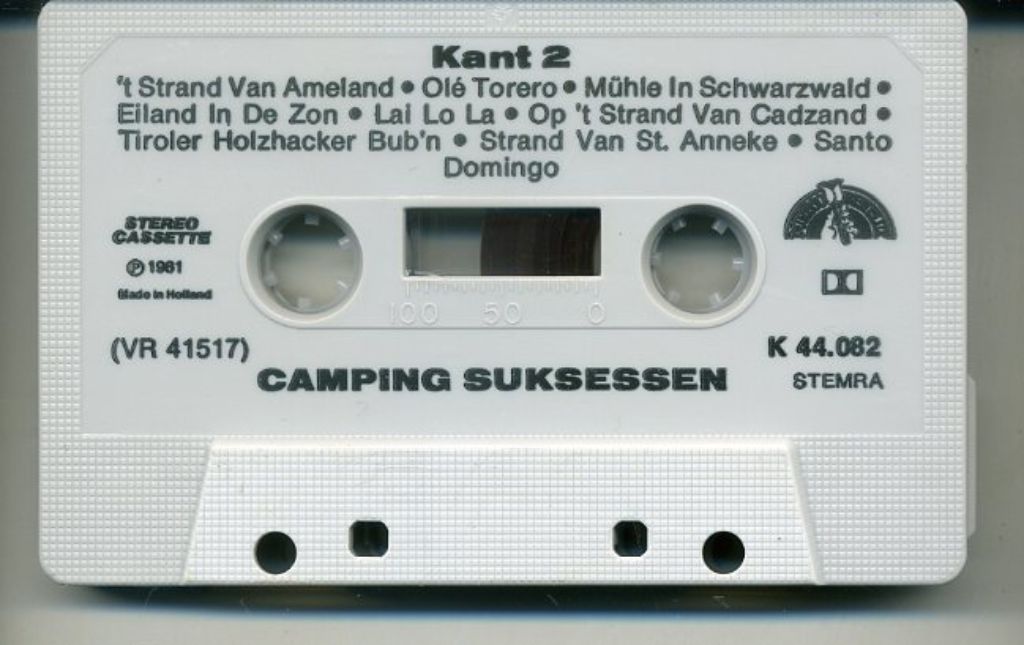 Kant 2
't Strand Van Ameland • Olé Torero • Mühle In Schwarzwald •
Eiland In De Zon • Lai Lo La • Op 't Strand Van Cadzand •
Tiroler Holzhacker Bub'n • Strand Van St. Anneke • Santo
Domingo
STEREO
CASSETTE
℗ 1981
Made in Holland
100 50 0
(VR 41517)
K 44.082
CAMPING SUKSESSEN
STEMRA